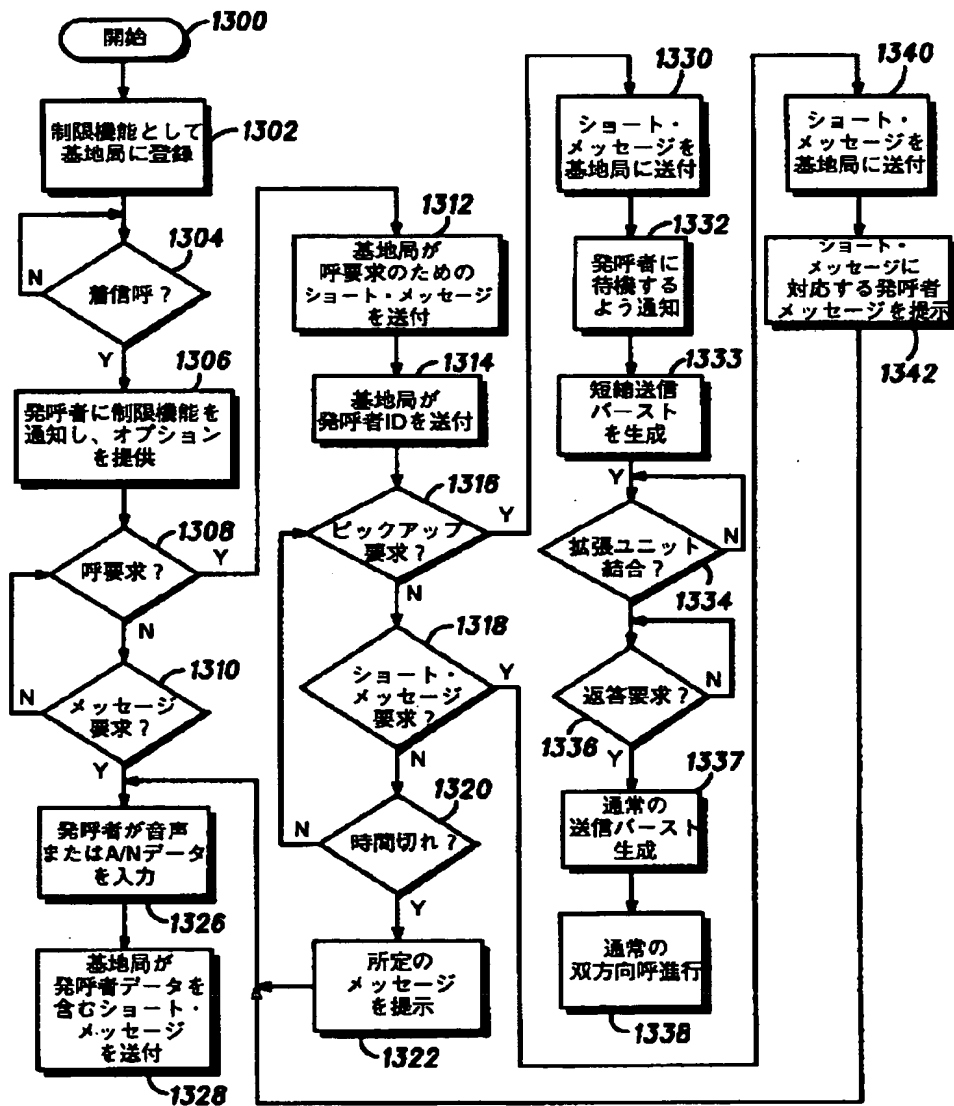 開始
1300
制限機能として
基地局に登録
1302
着信呼?
1304
N
Y
発呼者に制限機能を
通知し、オプション
を提供
1306
呼要求?
1308
Y
N
メッセージ
要求?
1310
N
Y
発呼者が音声
またはA/Nデータ
を入力
1326
基地局が
発呼者データを
含むショート・
メッセージ
を送付
1328
1312
基地局が
呼要求のための
ショート・メッセージ
を送付
1314
基地局が
発呼者IDを送付
1316
ピックアップ
要求?
Y
N
1318
ショート・
メッセージ
要求?
Y
N
1320
時間切れ?
N
Y
所定の
メッセージ
を提示
1322
1330
ショート・
メッセージを
基地局に送付
1332
発呼者に
待機する
よう通知
1333
短縮送信
バースト
を生成
Y
拡張ユニット
結合?
N
1334
返答要求?
N
1336
Y
1337
通常の
送信バースト
生成
通常の
双方向呼進行
1338
1340
ショート・
メッセージを
基地局に送付
ショート・
メッセージに
対応する発呼者
メッセージを提示
1342